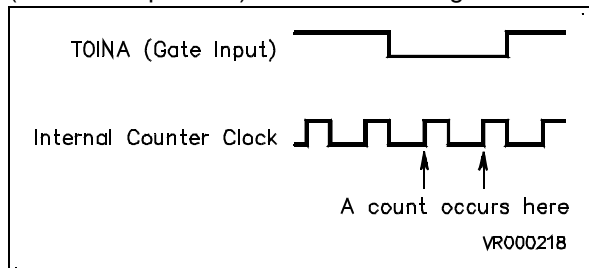 TOINA (Gate Input)
Internal Counter Clock
A count occurs here
VR000218